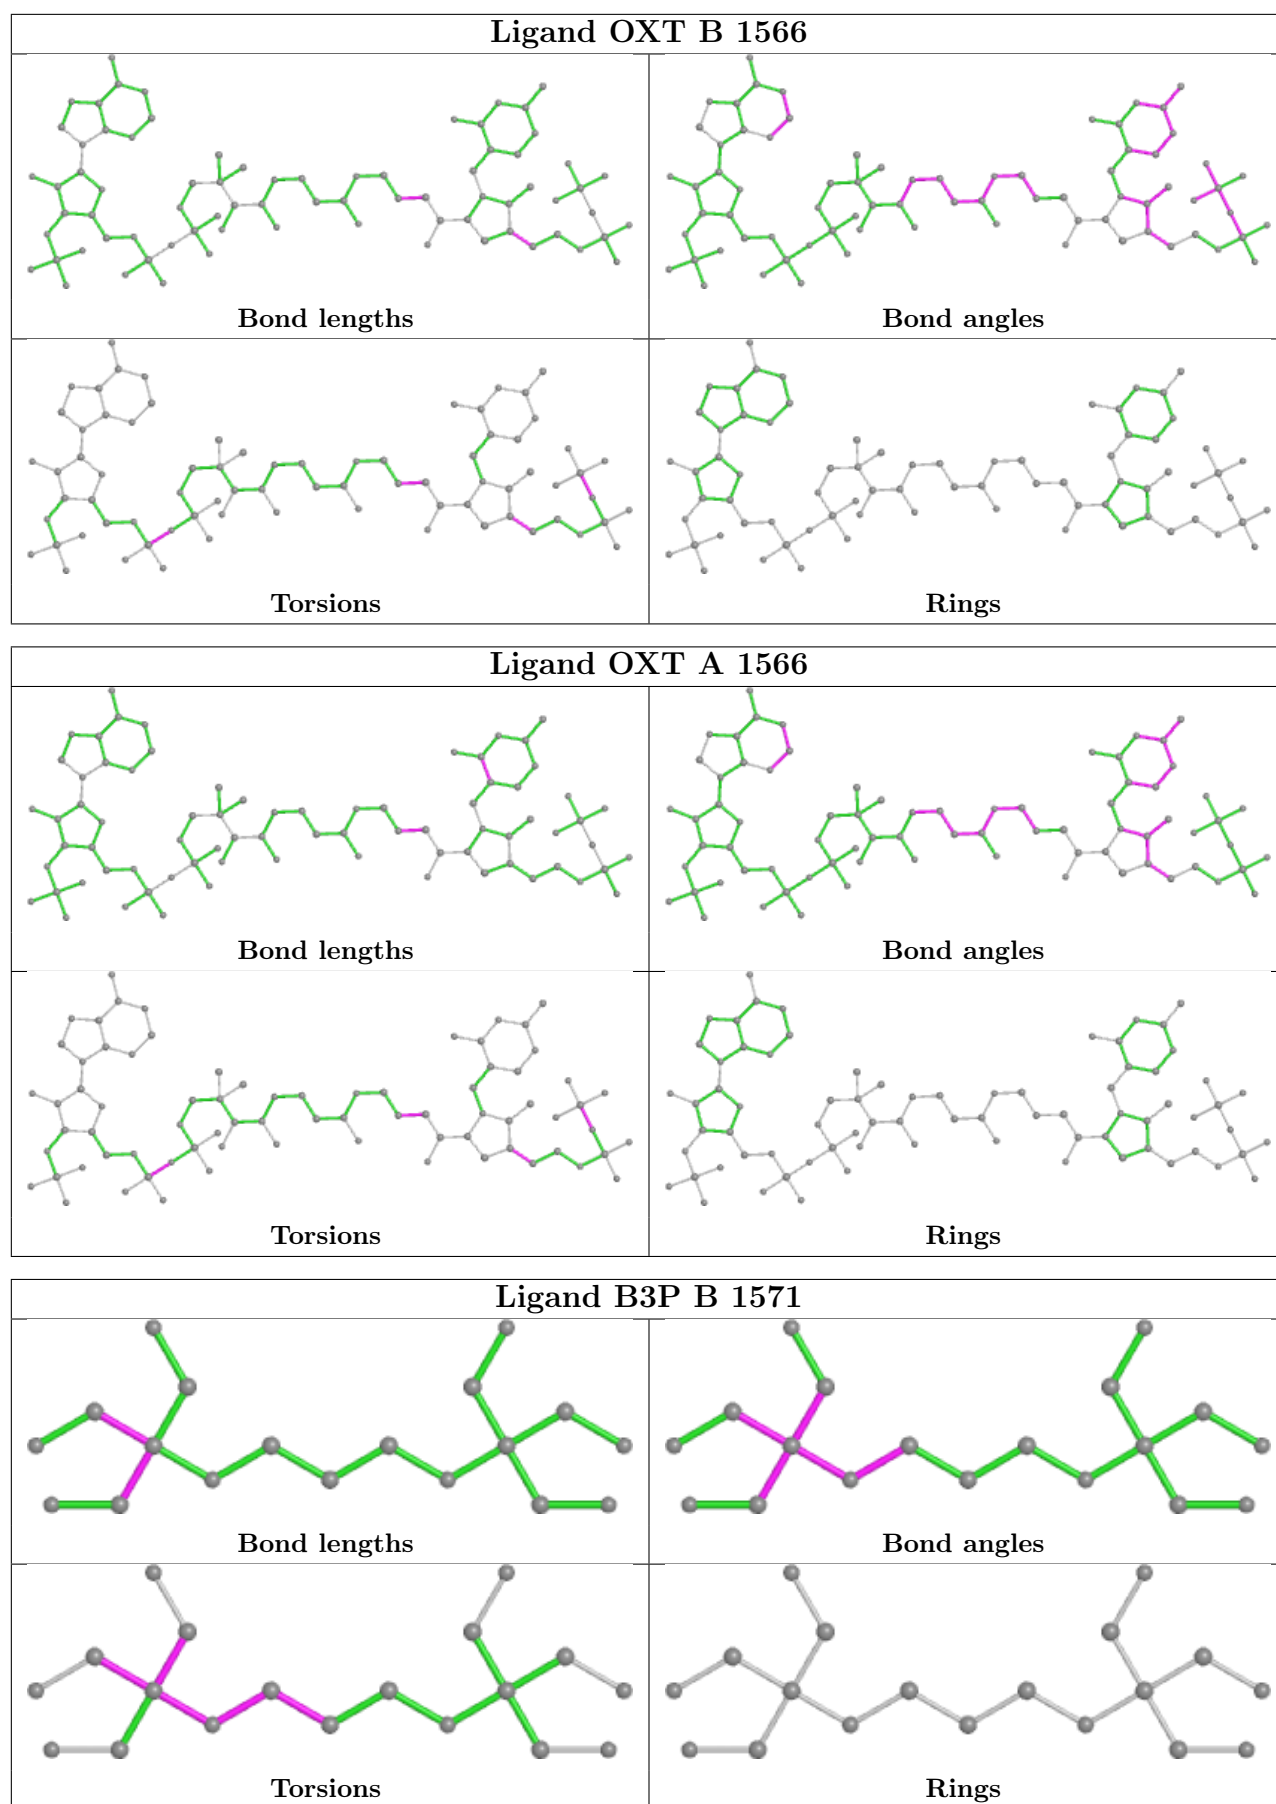 Ligand OXT B 1566
Bond lengths
Bond angles
Torsions
Rings
Ligand OXT A 1566
Bond lengths
Bond angles
Torsions
Rings
Ligand B3P B 1571
Bond lengths
Bond angles
Torsions
Rings